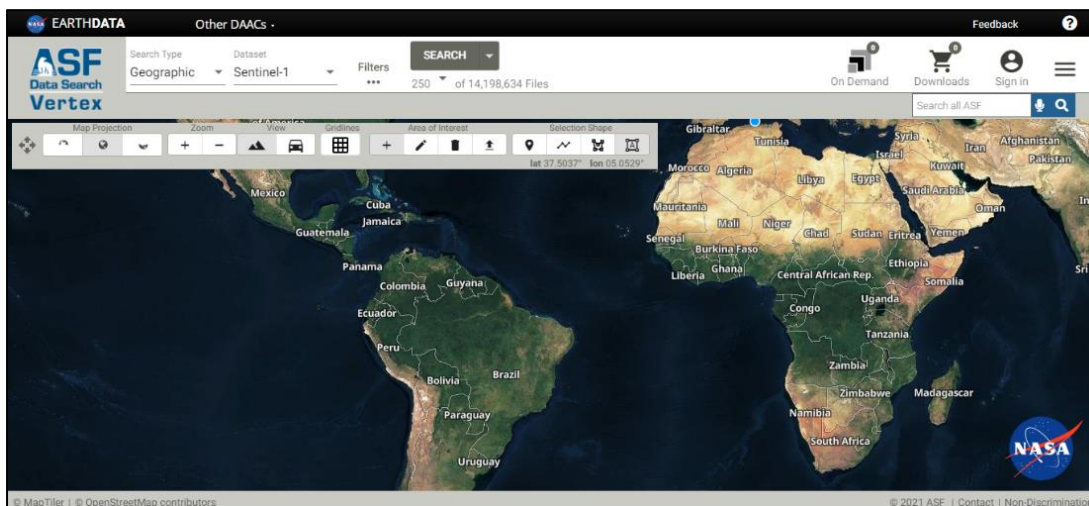 EARTHDATA Other DAACs · Feedback ?
ASF
Data Search
Vertex
Search Type Dataset
Geographic Sentinel-1 Filters SEARCH
250 of 14,198,634 Files
0 On Demand 0 Downloads Sign in
Search all ASF
Map Projection Zoom View Gridlines Area of Interest Selection Shape
lat 37.5037° lon 05.0529°
Gibraltar Tunisia Syria Iran Afghanistan
Morocco Algeria Libya Egypt Israel Kuwait Pakistan
Mexico Cuba Mauritania Saudi Arabia Oman
Guatemala Jamaica Mali Niger Chad Sudan Eritrea Yemen
Senegal Burkina Faso
Panama Liberia Ghana Central African Rep. Ethiopia
Colombia Guyana Somalia
Ecuador Congo Uganda
Peru Tanzania
Bolivia Brazil Zambia
Paraguay Zimbabwe Madagascar
Namibia
South Africa
Uruguay
NASA
© MapTiler | © OpenStreetMap contributors © 2021 ASF | Contact | Non-Discrimination